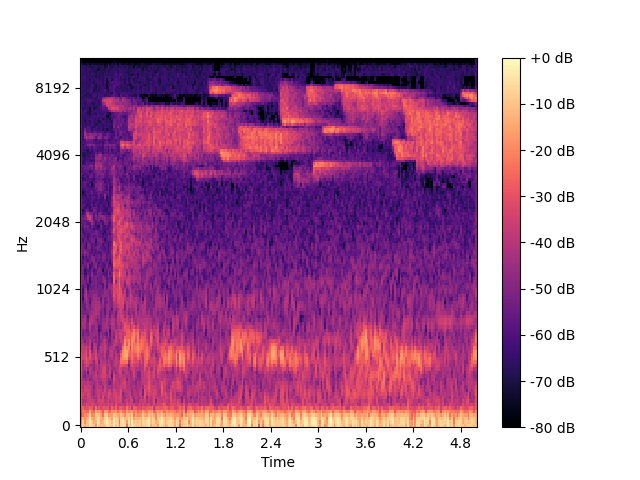 +0 dB
8192
-10 dB
4096
-20 dB
-30 dB
2048
Hz
-40 dB
1024
-50 dB
-60 dB
512
-70 dB
0
-80 dB
0 0.6 1.2 1.8 2.4 3 3.6 4.2 4.8
Time